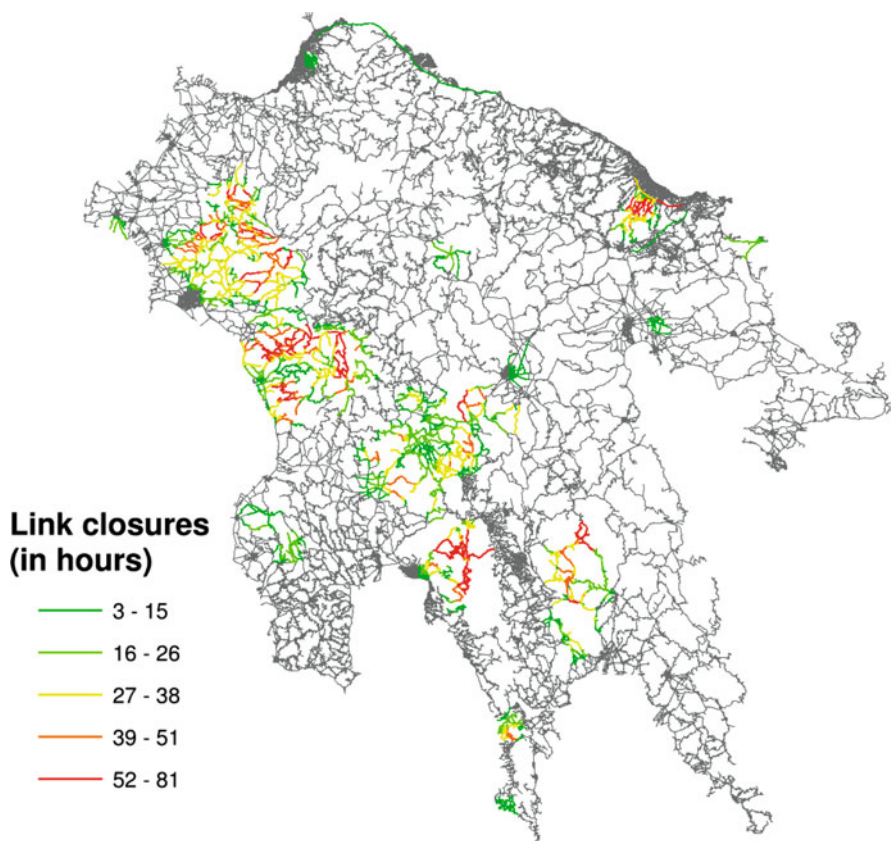 Link closures
(in hours)
3 - 15
16 - 26
27 - 38
39 - 51
52 - 81